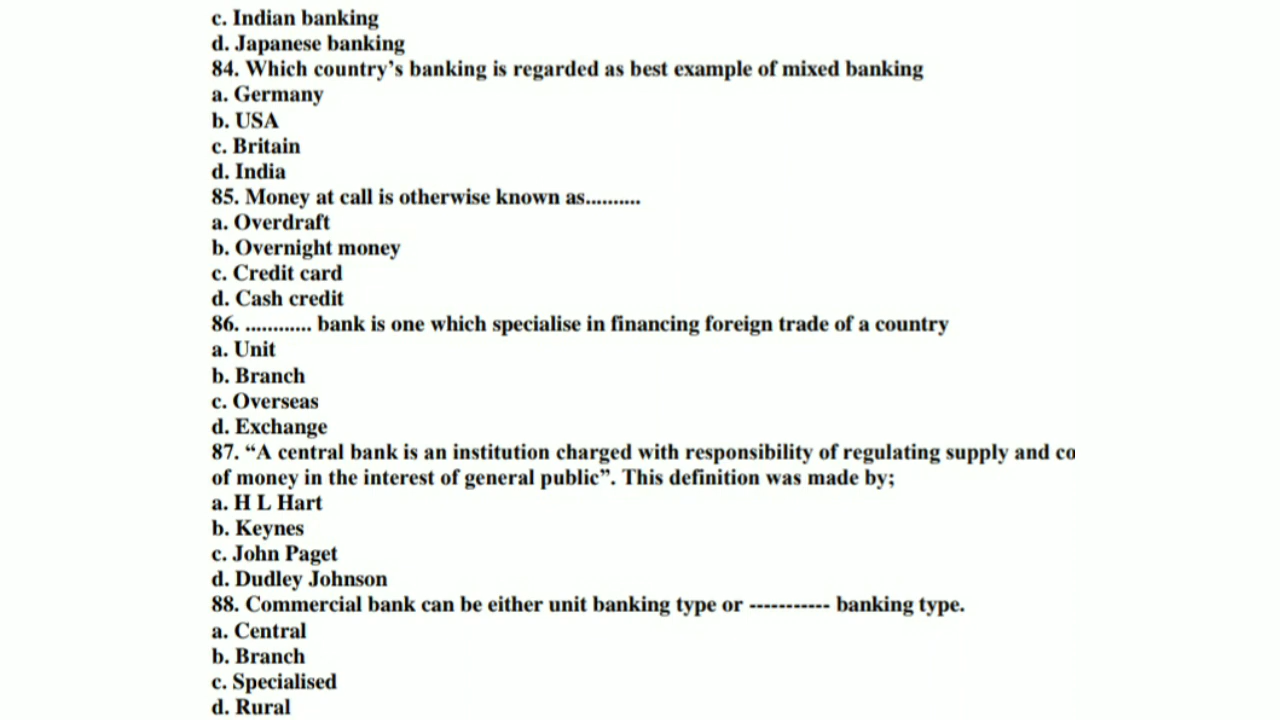 c. Indian banking
d. Japanese banking
84. Which country’s banking is regarded as best example of mixed banking
a. Germany
b. USA
c. Britain
d. India
85. Money at call is otherwise known as..........
a. Overdraft
b. Overnight money
c. Credit card
d. Cash credit
86. ............ bank is one which specialise in financing foreign trade of a country
a. Unit
b. Branch
c. Overseas
d. Exchange
87. “A central bank is an institution charged with responsibility of regulating supply and co
of money in the interest of general public”. This definition was made by;
a. H L Hart
b. Keynes
c. John Paget
d. Dudley Johnson
88. Commercial bank can be either unit banking type or ----------- banking type.
a. Central
b. Branch
c. Specialised
d. Rural